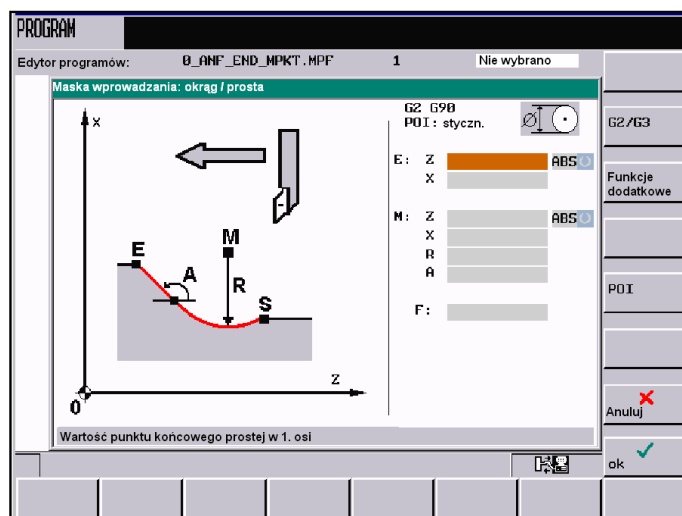 PROGRAM
Edytor programów: 0_ANF_END_MPKT.MPF 1 Nie wybrano
Maska wprowadzania: okrąg / prosta
G2 G90
POI: styczn.
G2/G3
x
E: Z ABS
X
Funkcje
dodatkowe
M: Z ABS
X
R
A
E
M
A
R
S
POI
F:
Z
0
Anuluj
Wartość punktu końcowego prostej w 1. osi
ok